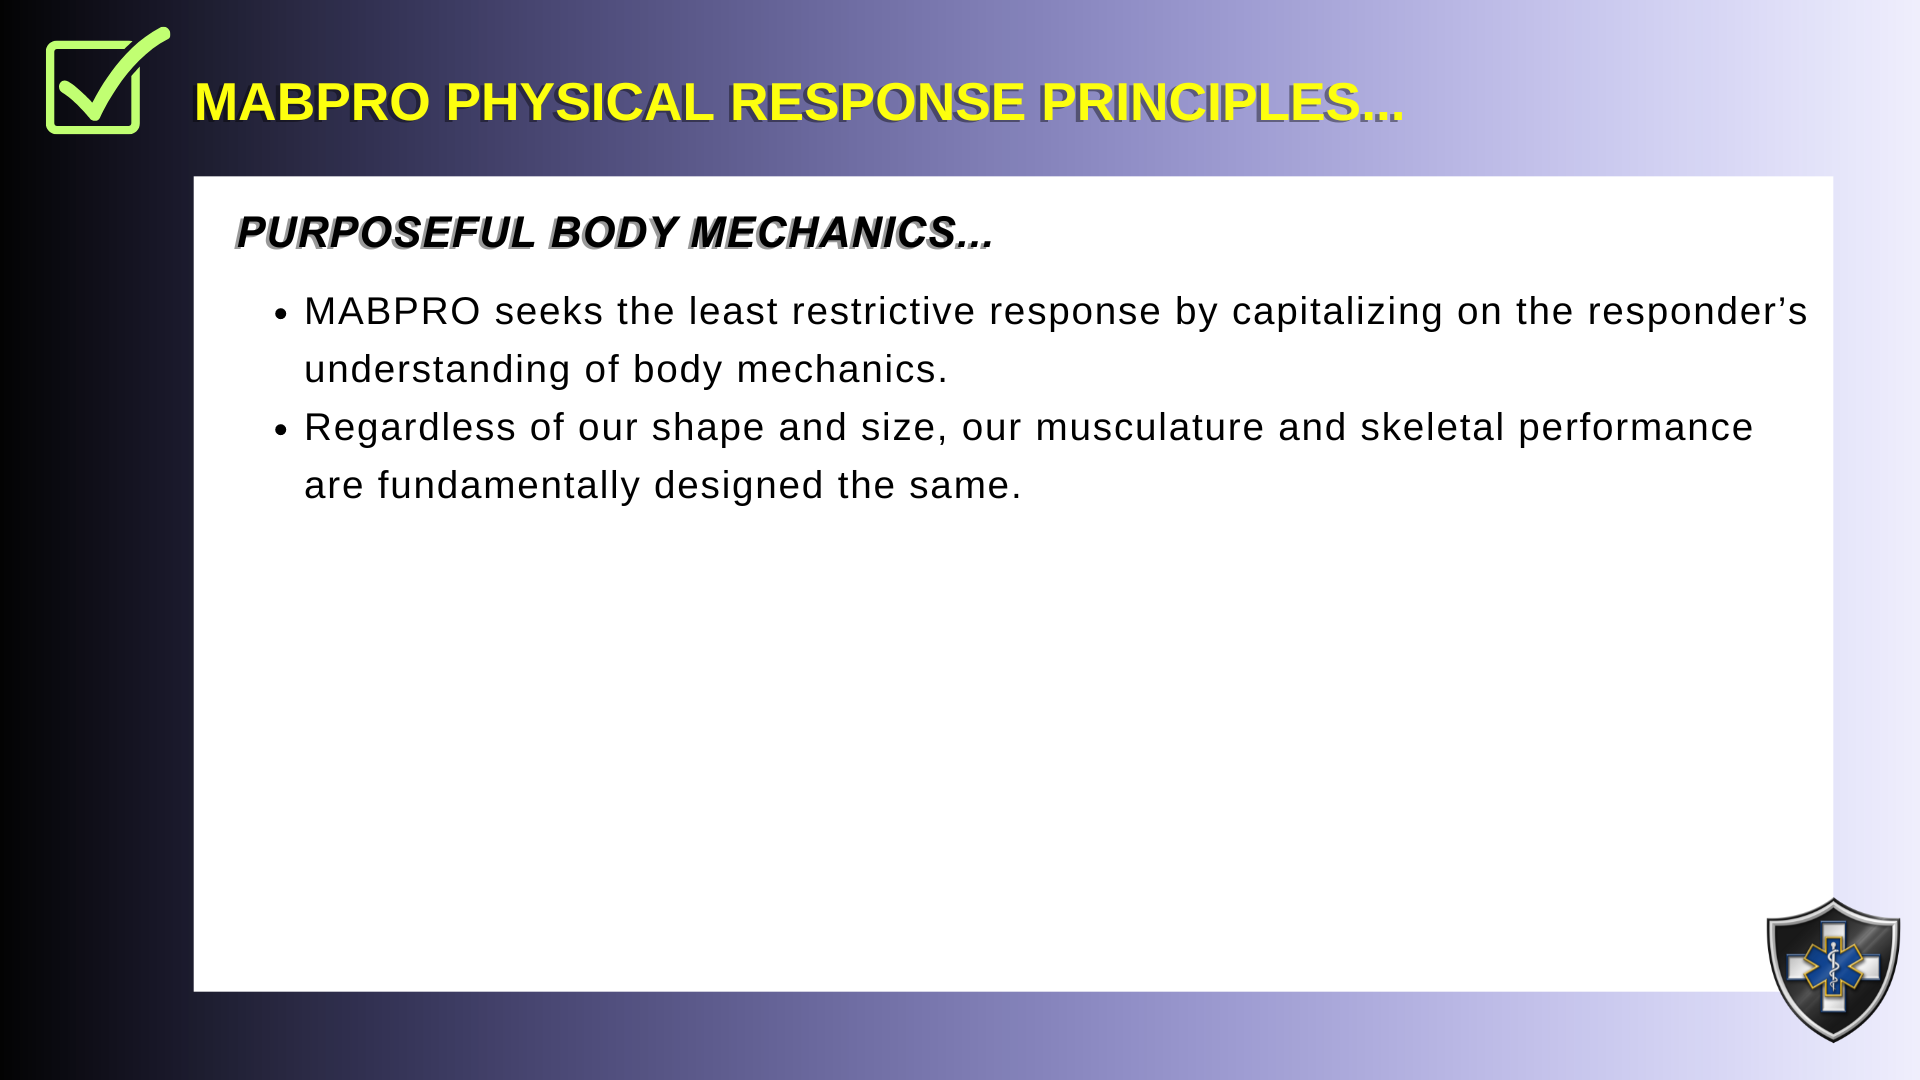 MABPRO PHYSICAL RESPONSE PRINCIPLES...
PURPOSEFUL BODY MECHANICS...
• MABPRO seeks the least restrictive response by capitalizing on the responder’s
understanding of body mechanics.
• Regardless of our shape and size, our musculature and skeletal performance
are fundamentally designed the same.